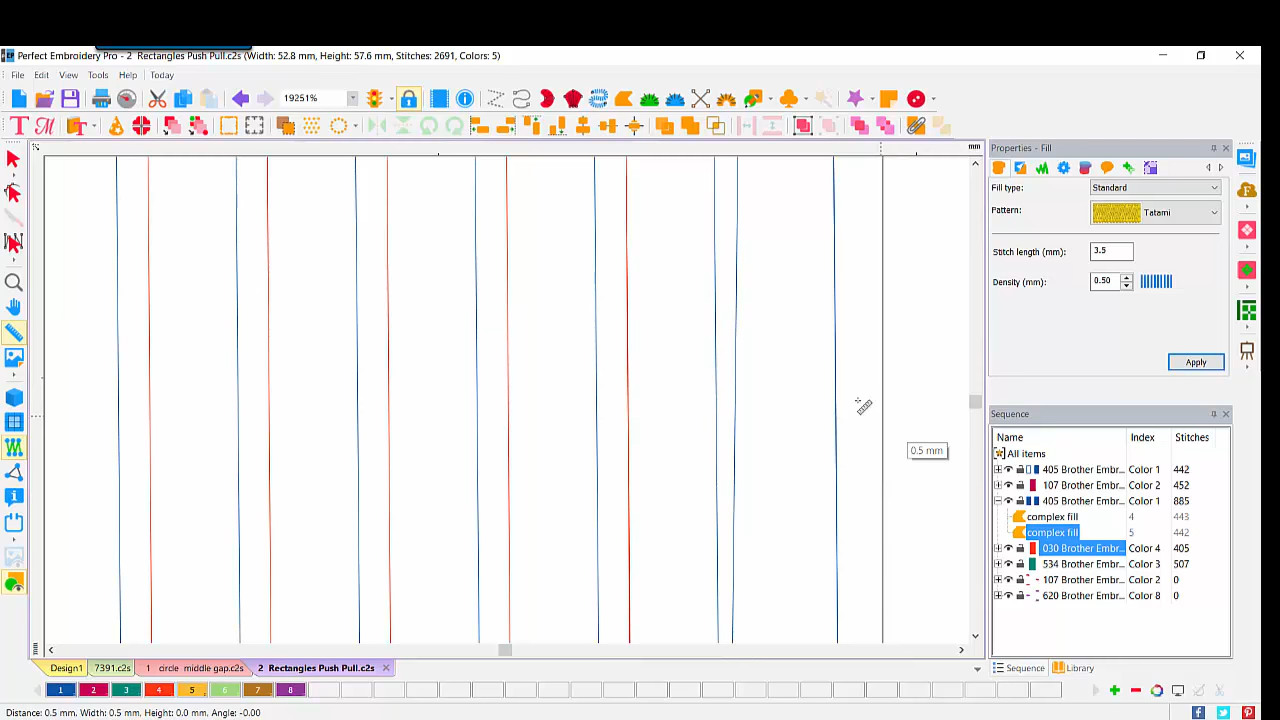 Perfect Embroidery Pro - 2 Rectangles Push Pull.c2s (Width: 52.8 mm, Height: 57.6 mm, Stitches: 2691, Colors: 5)
File Edit View Tools Help Today
19251%
mm
Properties - Fill
Fill type: Standard
Pattern: Tatami
Stitch length (mm): 3.5
Density (mm): 0.50
Apply
0.5 mm
Sequence
Name Index Stitches
All items
405 Brother Embr... Color 1 442
107 Brother Embr... Color 2 452
405 Brother Embr... Color 1 885
complex fill 4 443
complex fill 5 442
030 Brother Embr... Color 4 405
534 Brother Embr... Color 3 507
107 Brother Embr... Color 2 0
620 Brother Embr... Color 8 0
Design1 7391.c2s 1 circle middle gap.c2s 2 Rectangles Push Pull.c2s
Sequence Library
1 2 3 4 5 6 7 8
Distance: 0.5 mm, Width: 0.5 mm, Height: 0.0 mm, Angle: -0.00